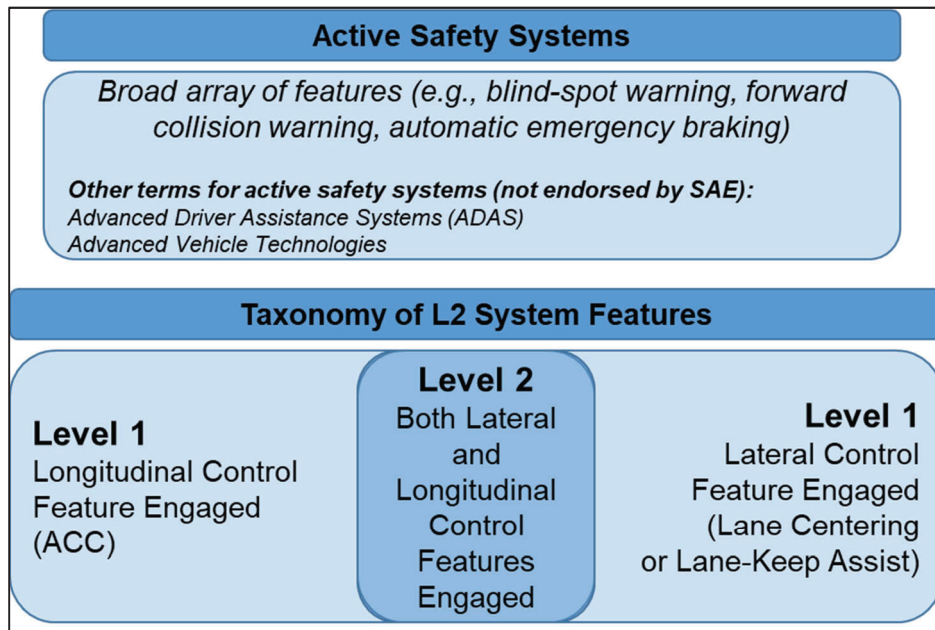 Active Safety Systems
Broad array of features (e.g., blind-spot warning, forward
collision warning, automatic emergency braking)
Other terms for active safety systems (not endorsed by SAE):
Advanced Driver Assistance Systems (ADAS)
Advanced Vehicle Technologies
Taxonomy of L2 System Features
Level 1
Longitudinal Control
Feature Engaged
(ACC)
Level 2
Both Lateral
and
Longitudinal
Control
Features
Engaged
Level 1
Lateral Control
Feature Engaged
(Lane Centering
or Lane-Keep Assist)